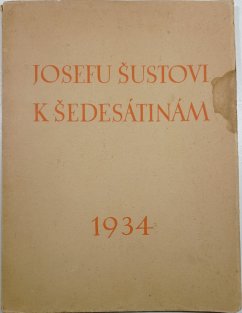 JOSEFU ŠUSTOVI
K ŠEDESÁTINÁM
1934